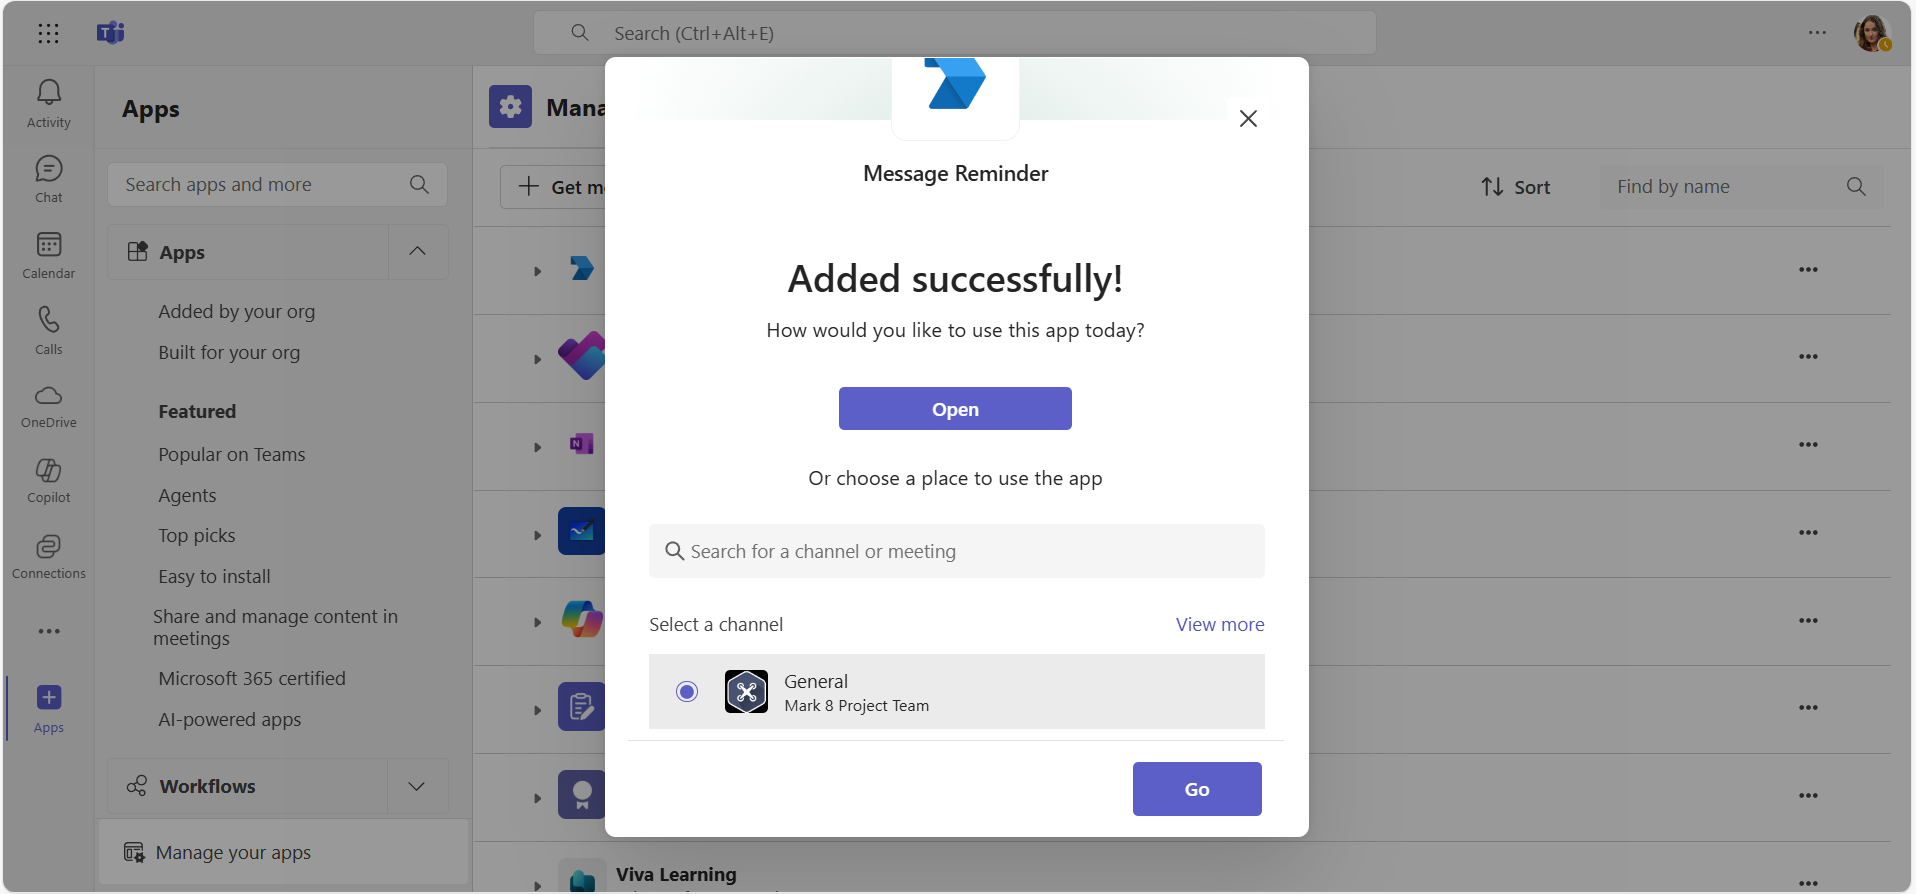 Search (Ctrl+Alt+E)
Activity
Chat
Calendar
Calls
OneDrive
Copilot
Connections
Apps
Apps
Search apps and more
Apps
Added by your org
Built for your org
Featured
Popular on Teams
Agents
Top picks
Easy to install
Share and manage content in
meetings
Microsoft 365 certified
AI-powered apps
Workflows
Manage your apps
Mana
Get m
Sort
Find by name
Viva Learning
Message Reminder
Added successfully!
How would you like to use this app today?
Open
Or choose a place to use the app
Search for a channel or meeting
Select a channel
View more
General
Mark 8 Project Team
Go